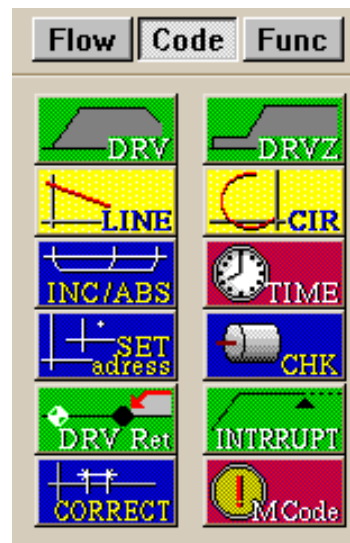 Flow Code Func
DRV DRVZ
LINE CIR
INC/ABS TIME
SET CHK
adress
DRV Ret INTRRUPT
CORRECT MCode